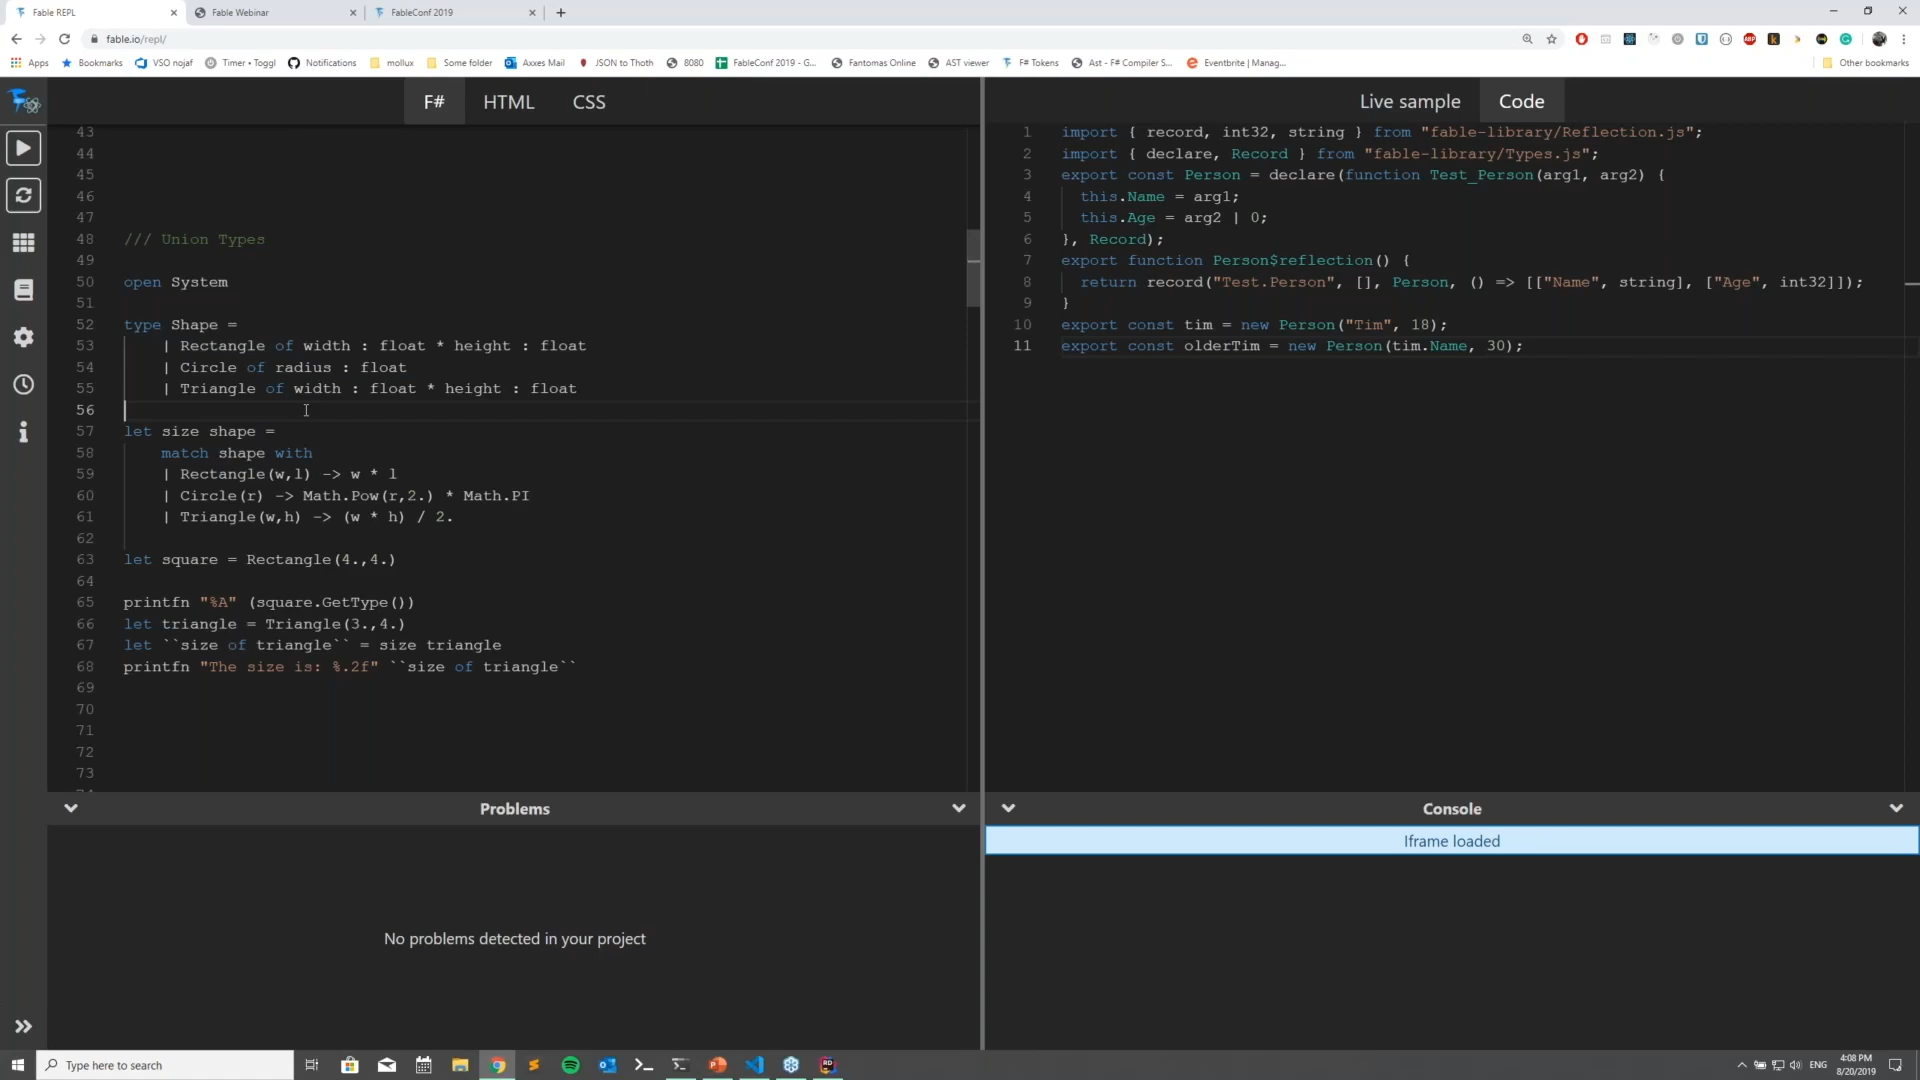 Fable REPL
Fable Webinar
FableConf 2019
fable.io/repl/
Apps
Bookmarks
VSO nojaf
Timer • Toggl
Notifications
mollux
Some folder
Axxes Mail
JSON to Thoth
8080
FableConf 2019 - G...
Fantomas Online
AST viewer
F# Tokens
Ast - F# Compiler S...
Eventbrite | Manag...
Other bookmarks
F#
HTML
CSS
Live sample
Code
43
44
45
46
47
48 /// Union Types
49
50 open System
51
52 type Shape =
53 | Rectangle of width : float * height : float
54 | Circle of radius : float
55 | Triangle of width : float * height : float
56
57 let size shape =
58 match shape with
59 | Rectangle(w,l) -> w * l
60 | Circle(r) -> Math.Pow(r,2.) * Math.PI
61 | Triangle(w,h) -> (w * h) / 2.
62
63 let square = Rectangle(4.,4.)
64
65 printfn "%A" (square.GetType())
66 let triangle = Triangle(3.,4.)
67 let ``size of triangle`` = size triangle
68 printfn "The size is: %.2f" ``size of triangle``
69
70
71
72
73
1 import { record, int32, string } from "fable-library/Reflection.js";
2 import { declare, Record } from "fable-library/Types.js";
3 export const Person = declare(function Test_Person(arg1, arg2) {
4 this.Name = arg1;
5 this.Age = arg2 | 0;
6 }, Record);
7 export function Person$reflection() {
8 return record("Test.Person", [], Person, () => [["Name", string], ["Age", int32]]);
9 }
10 export const tim = new Person("Tim", 18);
11 export const olderTim = new Person(tim.Name, 30);
Problems
No problems detected in your project
Console
Iframe loaded
Type here to search
ENG
4:08 PM
8/20/2019